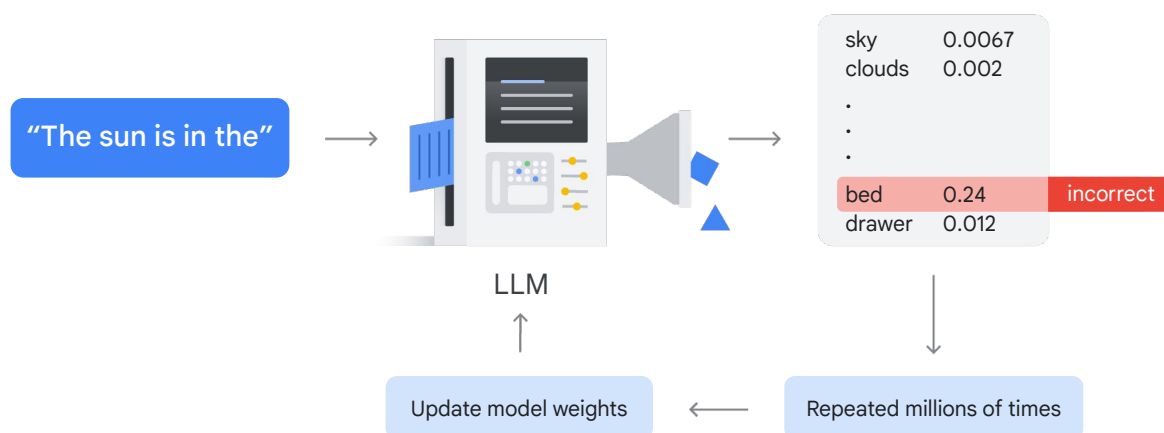 “The sun is in the”
LLM
sky 0.0067
clouds 0.002
.
.
.
bed 0.24 incorrect
drawer 0.012
Update model weights
Repeated millions of times